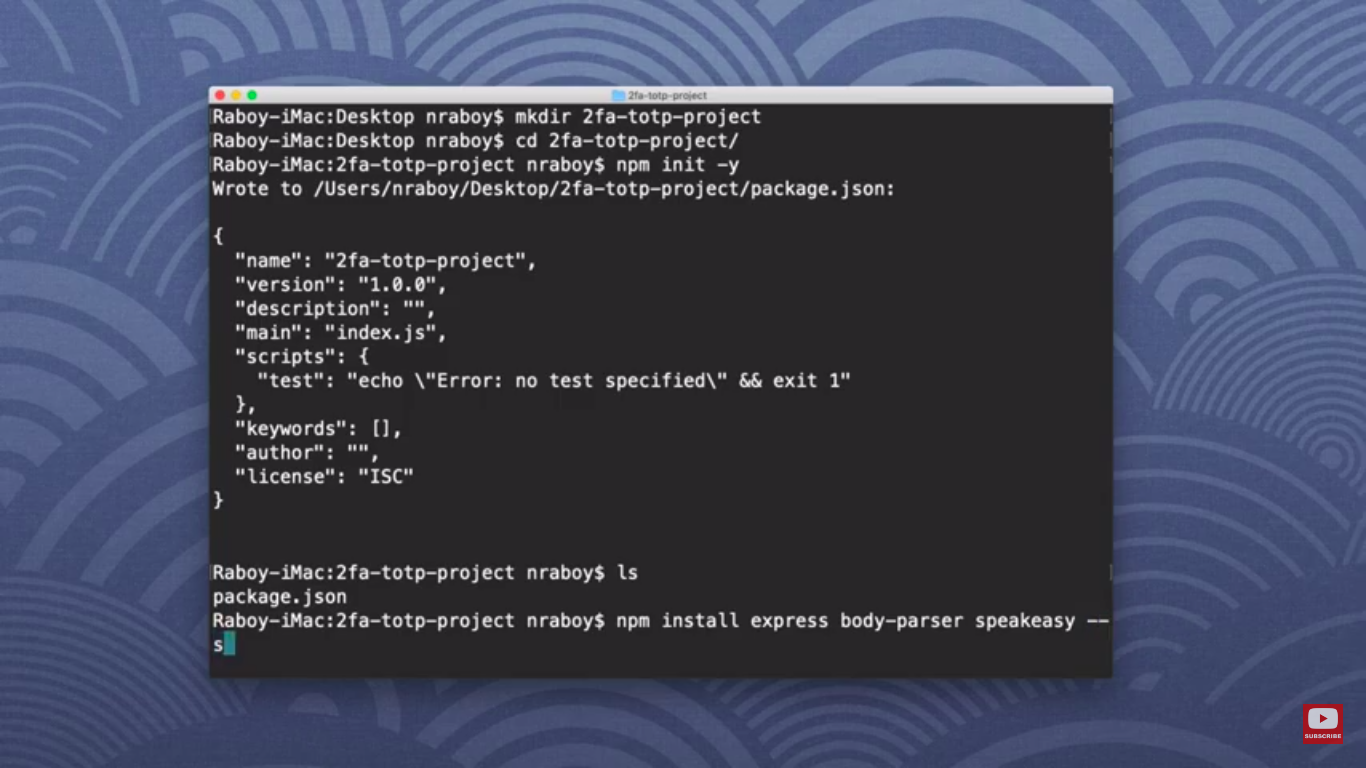 2fa-totp-project
Raboy-iMac:Desktop nraboy$ mkdir 2fa-totp-project
Raboy-iMac:Desktop nraboy$ cd 2fa-totp-project/
Raboy-iMac:2fa-totp-project nraboy$ npm init -y
Wrote to /Users/nraboy/Desktop/2fa-totp-project/package.json:
{
"name": "2fa-totp-project",
"version": "1.0.0",
"description": "",
"main": "index.js",
"scripts": {
"test": "echo \"Error: no test specified\" && exit 1"
},
"keywords": [],
"author": "",
"license": "ISC"
}
Raboy-iMac:2fa-totp-project nraboy$ ls
package.json
Raboy-iMac:2fa-totp-project nraboy$ npm install express body-parser speakeasy --
s
SUBSCRIBE